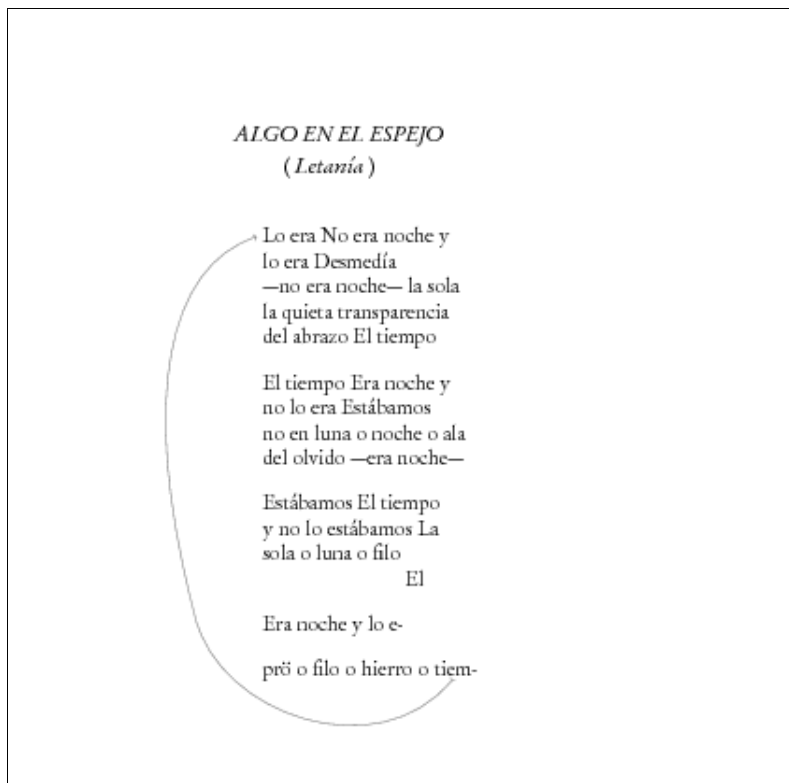 ALGO EN EL ESPEJO
(Letanía)
Lo era No era noche y
lo era Desmedía
—no era noche— la sola
la quieta transparencia
del abrazo El tiempo
El tiempo Era noche y
no lo era Estábamos
no en luna o noche o ala
del olvido —era noche—
Estábamos El tiempo
y no lo estábamos La
sola o luna o filo
El
Era noche y lo e-
prö o filo o hierro o tiem-